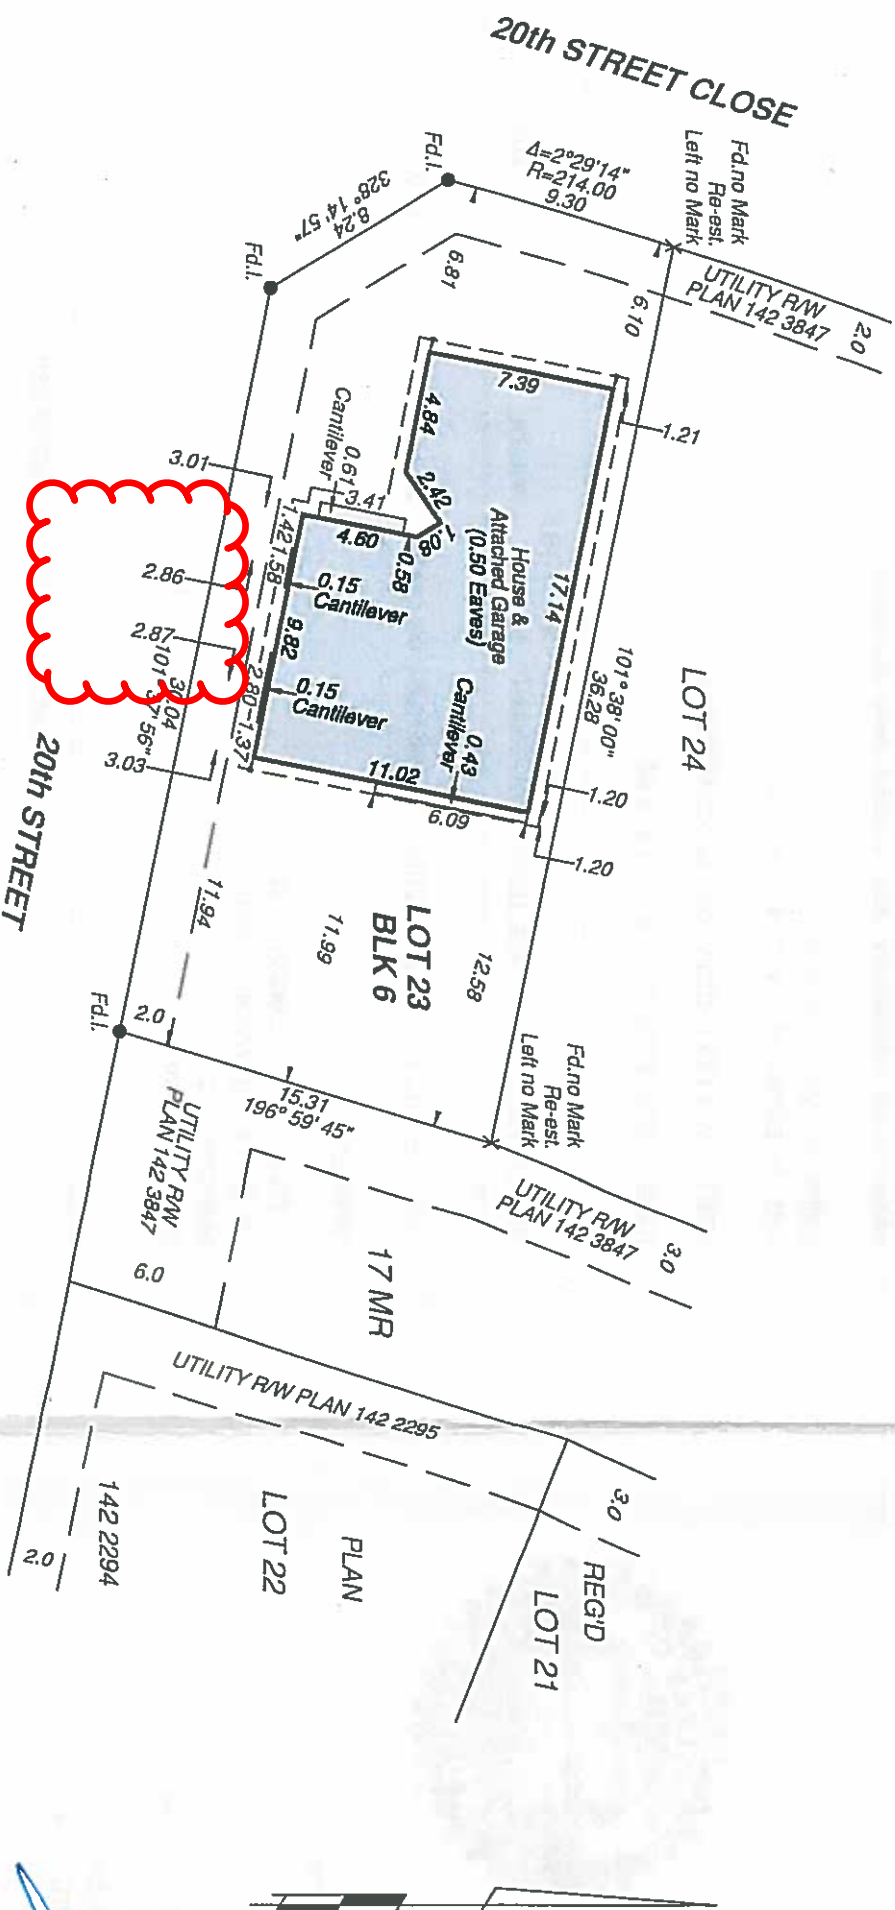 20th STREET CLOSE
Fd.no Mark
Re-est.
Left no Mark
Δ=2°29'14"
R=214.00
9.30
Fd.I.
8.24
328° 14' 57"
Fd.I.
UTILITY R/W
PLAN 142 3847
2.0
6.81
6.10
7.39
1.21
4.84
2.42
1.08
0.61
Cantilever
3.41
4.60
0.58
House &
Attached Garage
(0.50 Eaves)
17.14
101° 38' 00"
36.28
LOT 24
3.01
1.42
1.58
0.15
Cantilever
2.86
9.82
2.87
0.15
Cantilever
2.80
1.37
30.04
3.03
0.43
Cantilever
11.02
6.09
1.20
1.20
20th STREET
11.94
11.99
LOT 23
BLK 6
12.58
Fd.I.
2.0
15.31
196° 59' 45"
Fd.no Mark
Re-est.
Left no Mark
UTILITY R/W
PLAN 142 3847
UTILITY R/W
PLAN 142 3847
3.0
6.0
17 MR
UTILITY R/W PLAN 142 2295
3.0
REG'D
LOT 21
PLAN
LOT 22
142 2294
2.0